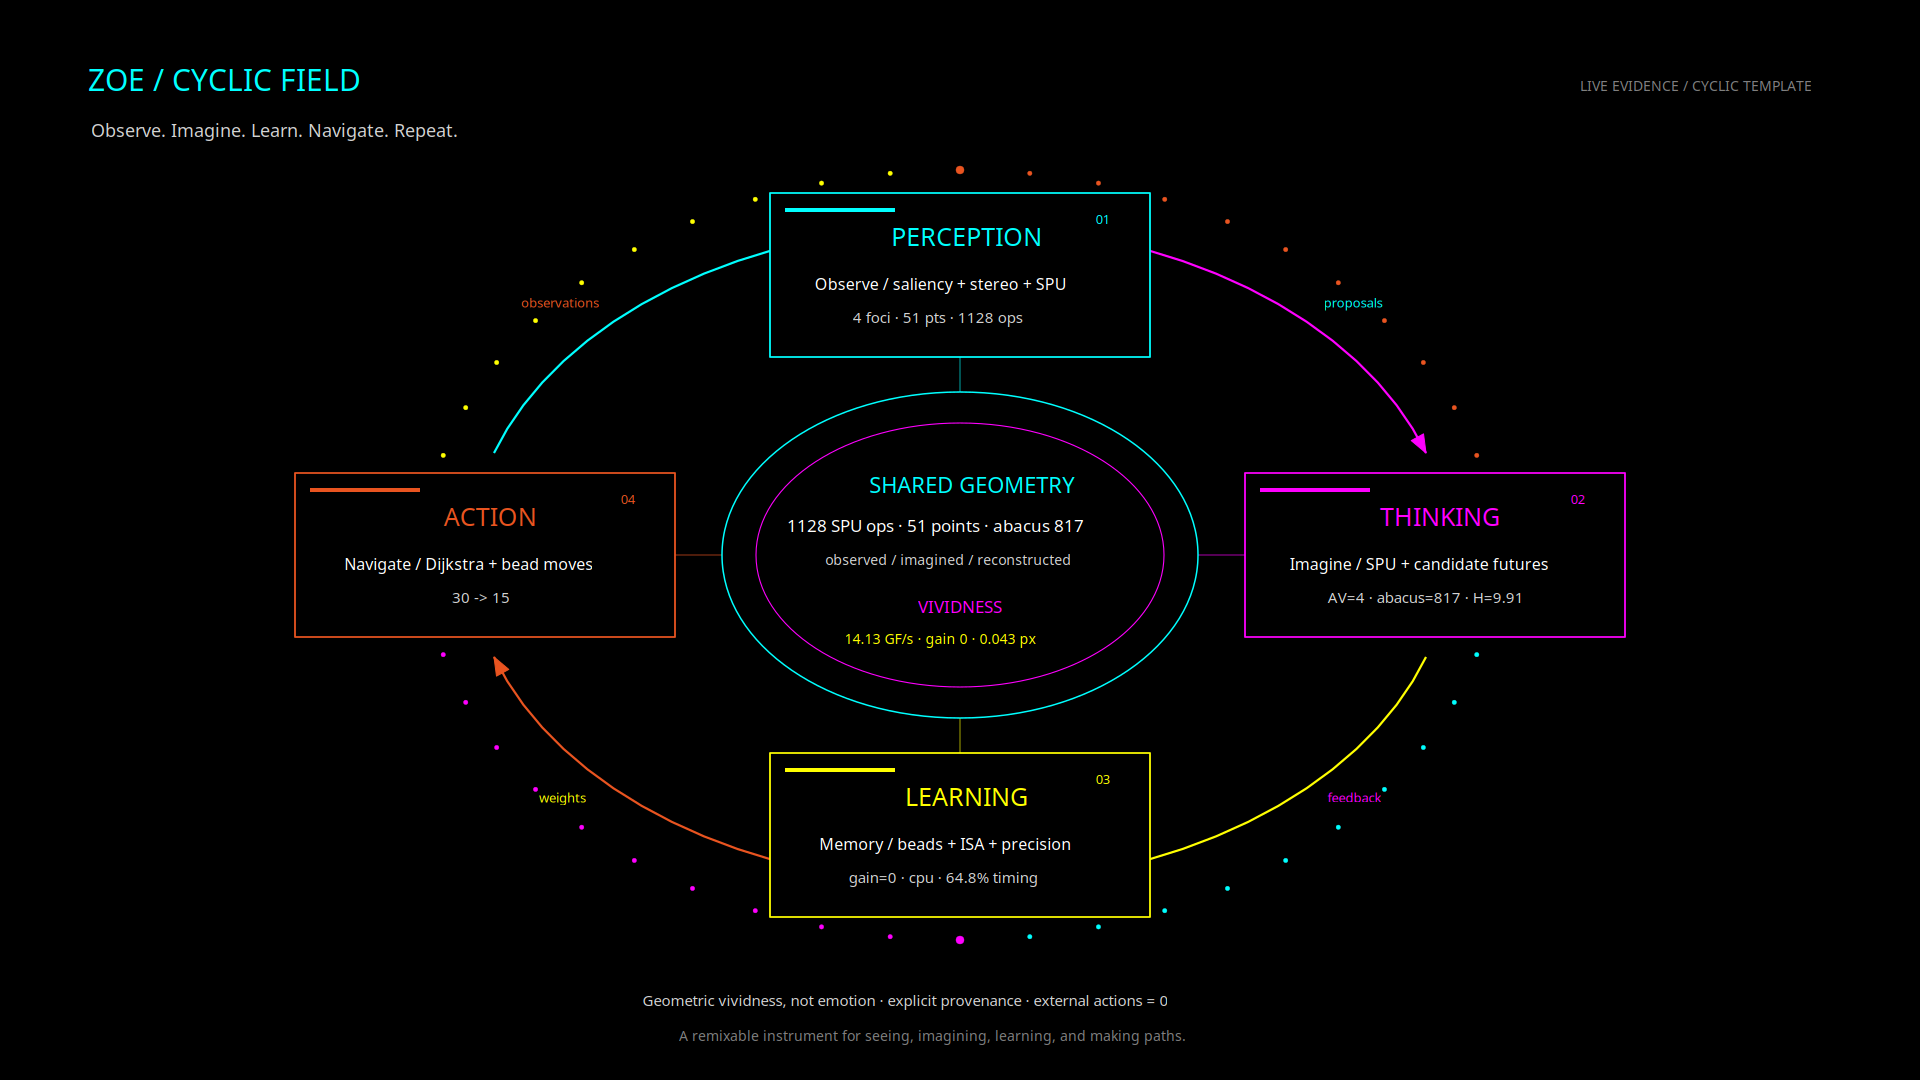 ZOE / CYCLIC FIELD
LIVE EVIDENCE / CYCLIC TEMPLATE
Observe. Imagine. Learn. Navigate. Repeat.
01
PERCEPTION
Observe / saliency + stereo + SPU
4 foci · 51 pts · 1128 ops
observations
proposals
04
ACTION
Navigate / Dijkstra + bead moves
30 -> 15
SHARED GEOMETRY
1128 SPU ops · 51 points · abacus 817
observed / imagined / reconstructed
VIVIDNESS
14.13 GF/s · gain 0 · 0.043 px
02
THINKING
Imagine / SPU + candidate futures
AV=4 · abacus=817 · H=9.91
weights
feedback
03
LEARNING
Memory / beads + ISA + precision
gain=0 · cpu · 64.8% timing
Geometric vividness, not emotion · explicit provenance · external actions = 0
A remixable instrument for seeing, imagining, learning, and making paths.